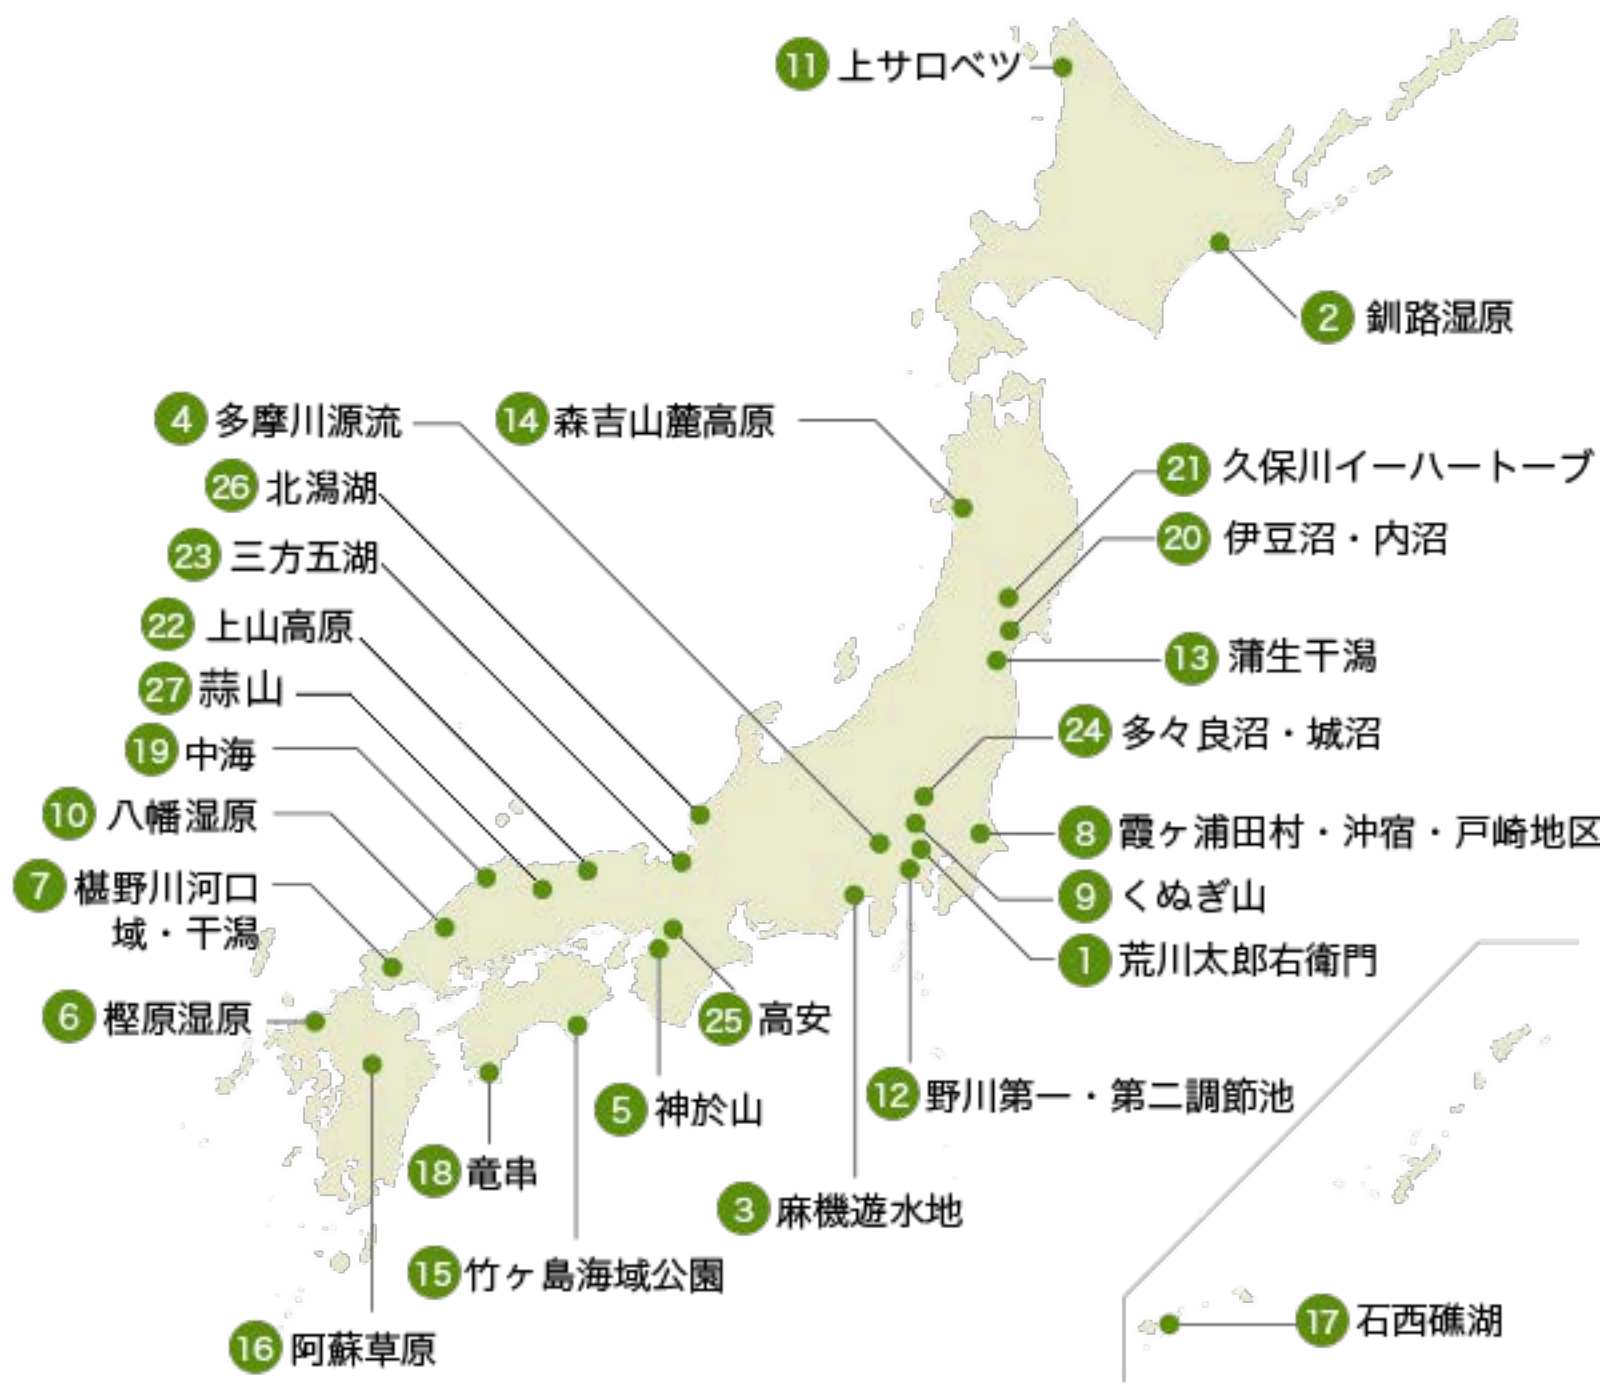 11 上サロベツ
2 釧路湿原
4 多摩川源流
14 森吉山麓高原
21 久保川イーハートーブ
26 北潟湖
20 伊豆沼・内沼
23 三方五湖
22 上山高原
13 蒲生干潟
27 蒜山
24 多々良沼・城沼
19 中海
10 八幡湿原
8 霞ヶ浦田村・沖宿・戸崎地区
7 椹野川河口
域・干潟
9 くぬぎ山
1 荒川太郎右衛門
6 樫原湿原
25 高安
5 神於山
12 野川第一・第二調節池
18 竜串
3 麻機遊水地
15 竹ヶ島海域公園
17 石西礁湖
16 阿蘇草原